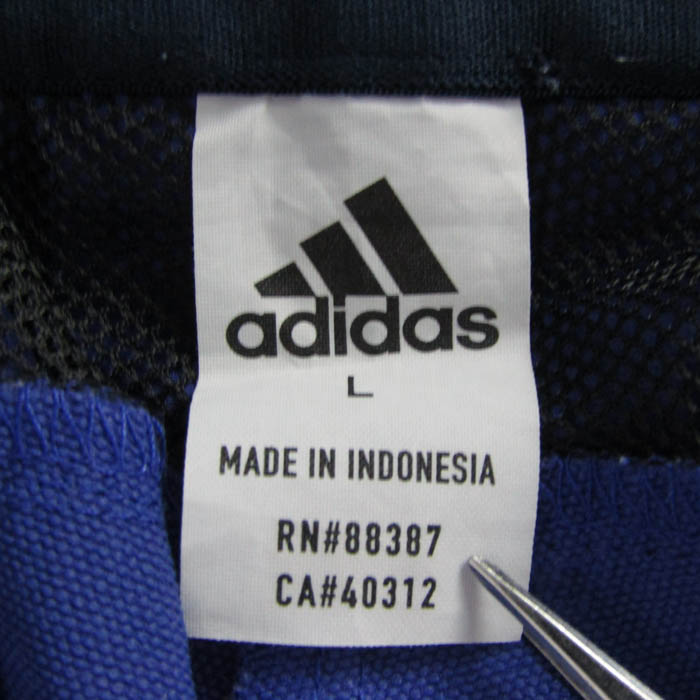 adidas
L
MADE IN INDONESIA
RN#88387
CA#40312